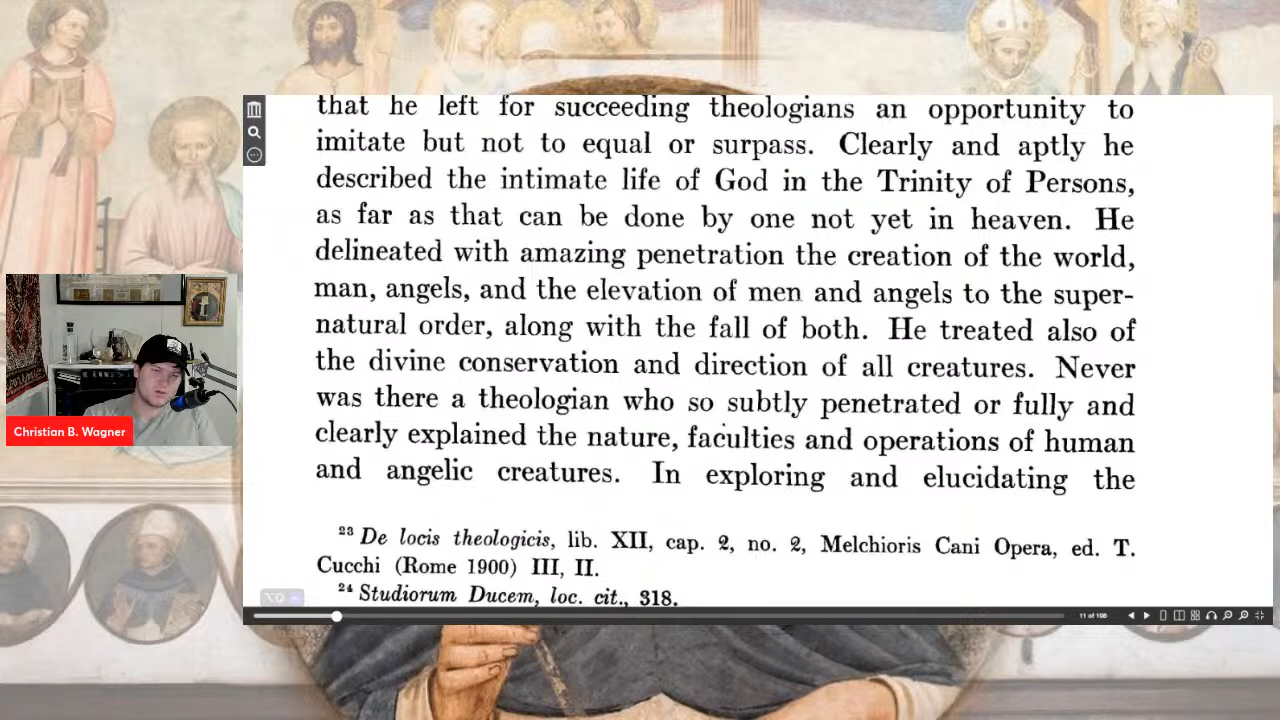 that he left for succeeding theologians an opportunity to
imitate but not to equal or surpass. Clearly and aptly he
described the intimate life of God in the Trinity of Persons,
as far as that can be done by one not yet in heaven. He
delineated with amazing penetration the creation of the world,
man, angels, and the elevation of men and angels to the super-
natural order, along with the fall of both. He treated also of
the divine conservation and direction of all creatures. Never
was there a theologian who so subtly penetrated or fully and
clearly explained the nature, faculties and operations of human
and angelic creatures. In exploring and elucidating the
23 De locis theologicis, lib. XII, cap. 2, no. 2, Melchioris Cani Opera, ed. T.
Cucchi (Rome 1900) III, II.
24 Studiorum Ducem, loc. cit., 318.
11 of 108
Christian B. Wagner